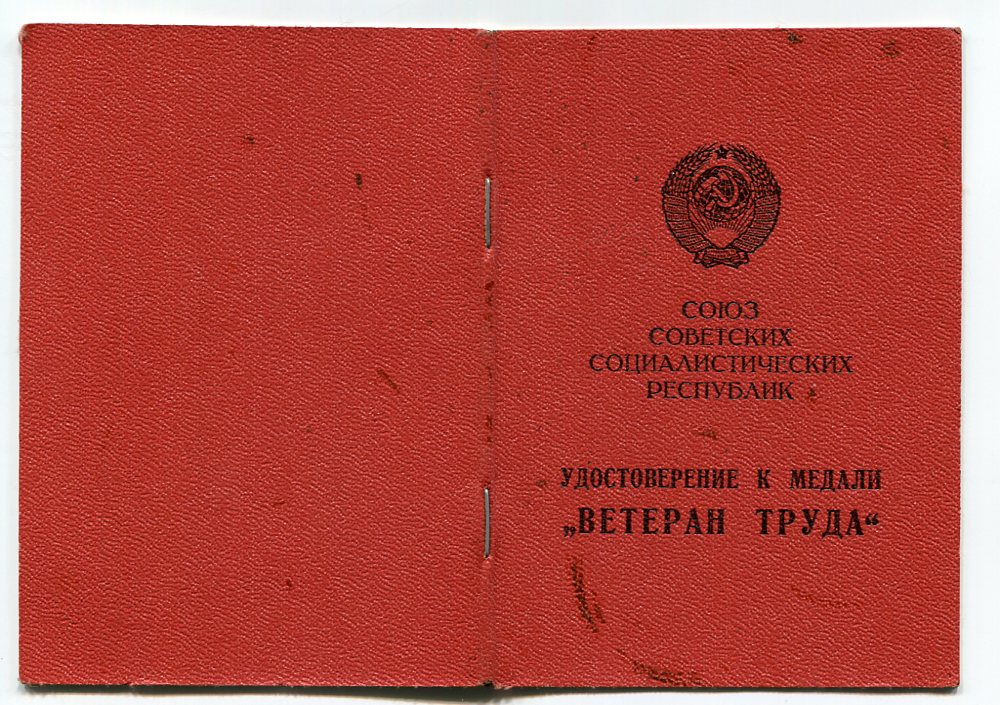 СОЮЗ
СОВЕТСКИХ
СОЦИАЛИСТИЧЕСКИХ
РЕСПУБЛИК
УДОСТОВЕРЕНИЕ К МЕДАЛИ
„ВЕТЕРАН ТРУДА“